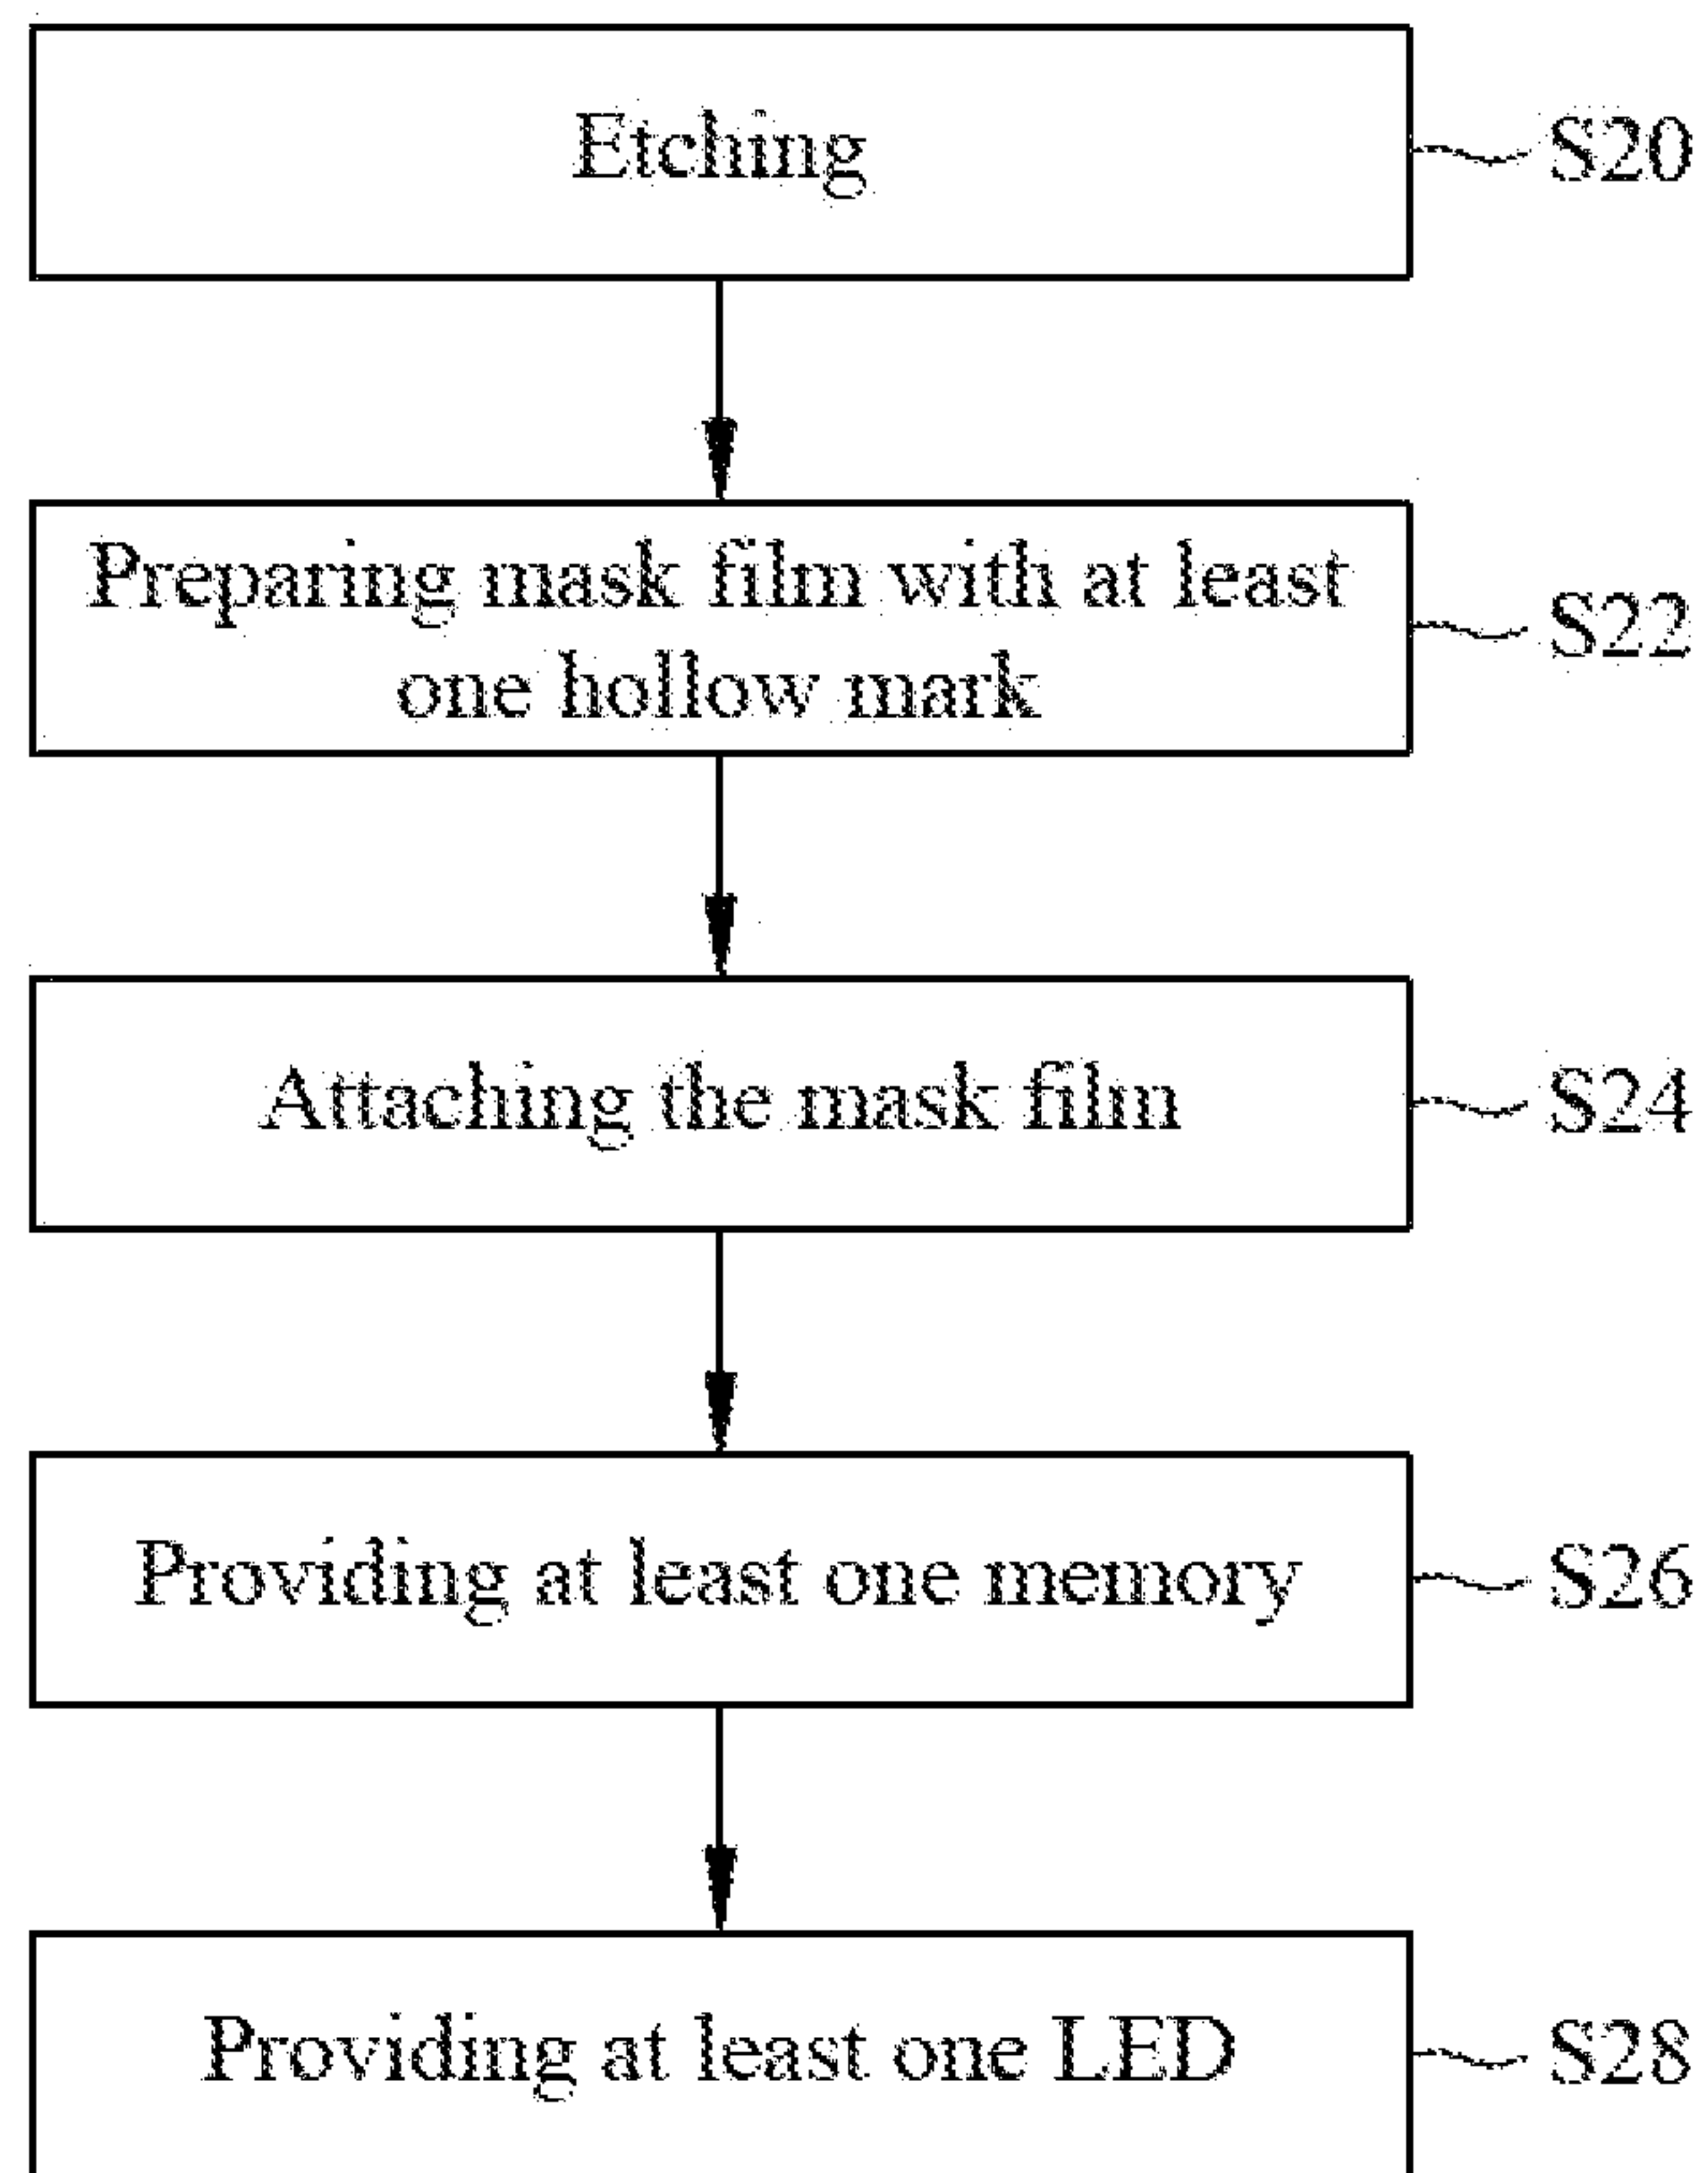 Etching
S20
Preparing mask film with at least
one hollow mark
S22
Attaching the mask film
S24
Providing at least one memory
S26
Providing at least one LED
S28